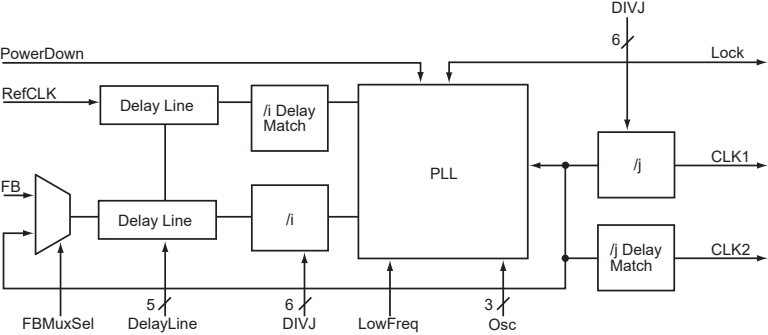 DIVJ
6
PowerDown
Lock
RefCLK
Delay Line
/i Delay
Match
PLL
/j
CLK1
FB
Delay Line
/i
/j Delay
Match
CLK2
5
6
3
FBMuxSel
DelayLine
DIVJ
LowFreq
Osc